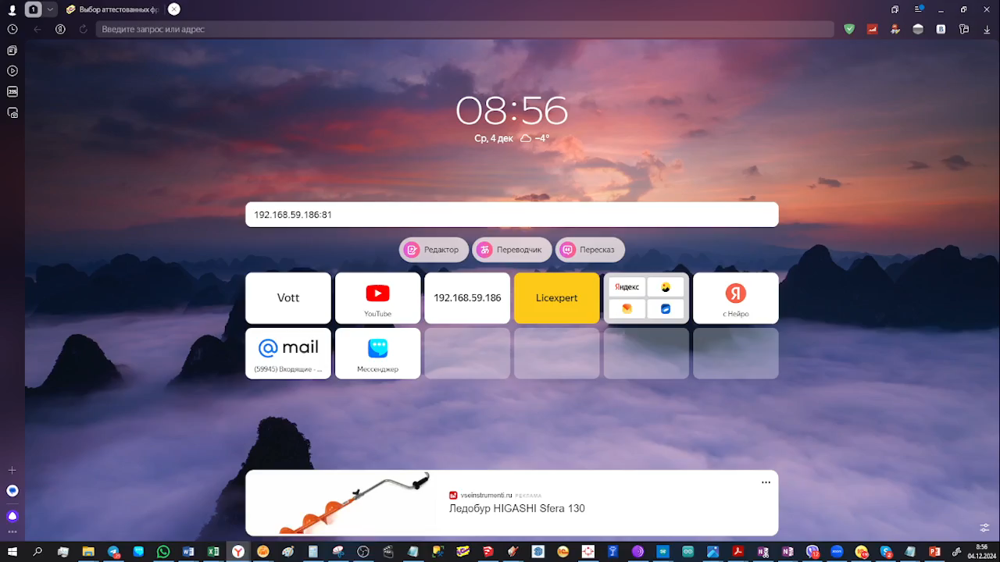 1
Выбор аттестованных фр
Введите запрос или адрес
08:56
Ср, 4 дек
−4°
192.168.59.186:81
Редактор
Переводчик
Пересказ
Vott
YouTube
192.168.59.186
Licexpert
Яндекс
с Нейро
mail
(59945) Входящие - ...
Мессенджер
vseinstrumenti.ru РЕКЛАМА
Ледобур HIGASHI Sfera 130
8:56
04.12.2024